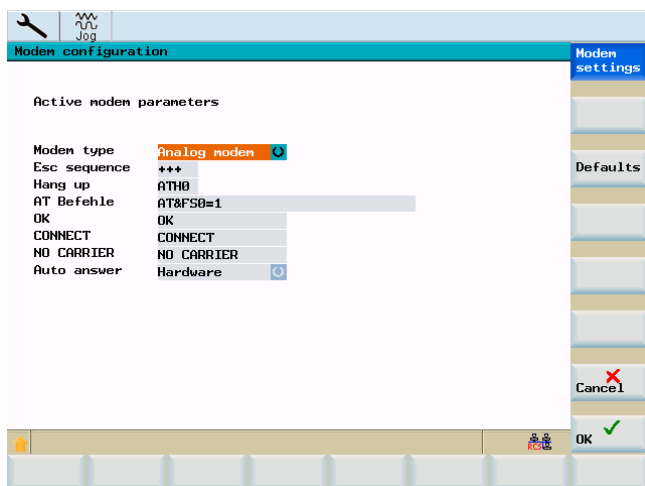 Jog
Modem configuration
Modem
settings
Active modem parameters
Modem type Analog modem
Esc sequence +++
Defaults
Hang up ATH0
AT Befehle AT&FS0=1
OK OK
CONNECT CONNECT
NO CARRIER NO CARRIER
Auto answer Hardware
Cancel
OK
RCS